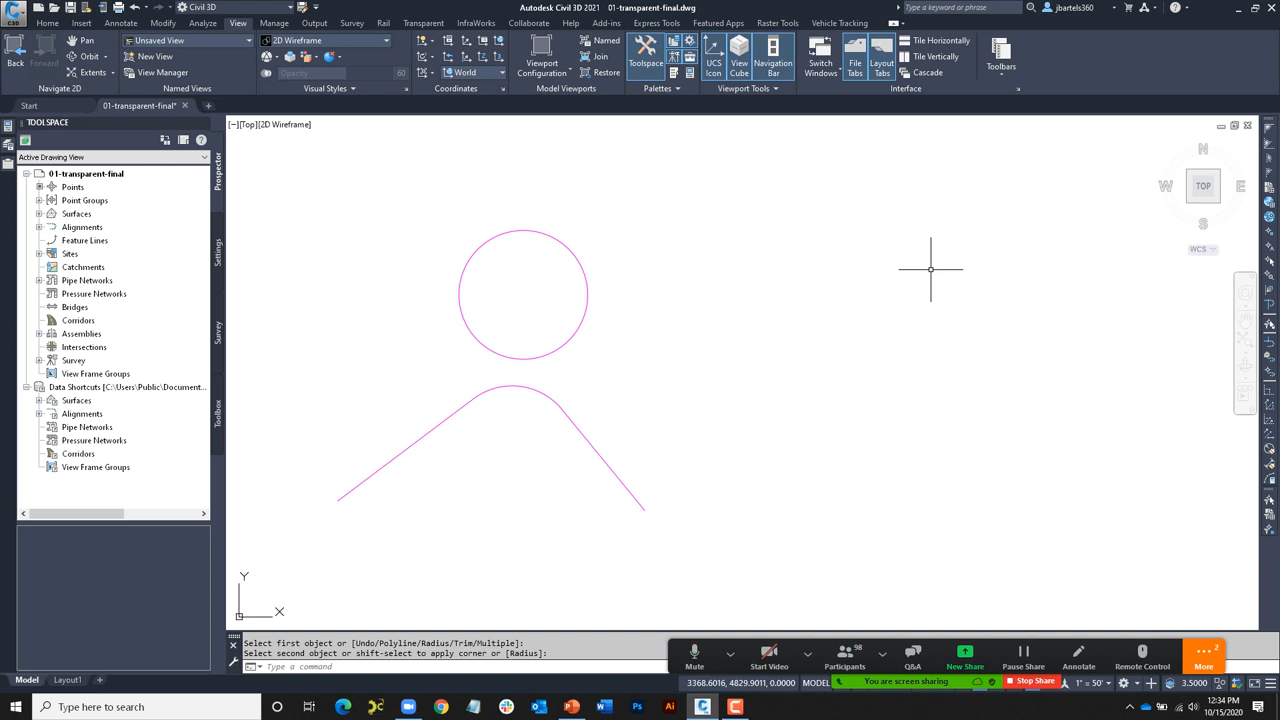 C3D
Civil 3D
Share
Autodesk Civil 3D 2021 01-transparent-final.dwg
Type a keyword or phrase
jbartels360
Home
Insert
Annotate
Modify
Analyze
View
Manage
Output
Survey
Rail
Transparent
InfraWorks
Collaborate
Help
Add-ins
Express Tools
Featured Apps
Raster Tools
Vehicle Tracking
Back
Forward
Pan
Orbit
Extents
Navigate 2D
Unsaved View
New View
View Manager
Named Views
2D Wireframe
Opacity 60
Visual Styles
World
Coordinates
Viewport Configuration
Named
Join
Restore
Model Viewports
Toolspace
Palettes
UCS Icon
View Cube
Navigation Bar
Viewport Tools
Switch Windows
File Tabs
Layout Tabs
Tile Horizontally
Tile Vertically
Cascade
Interface
Toolbars
Start
01-transparent-final*
TOOLSPACE
Active Drawing View
01-transparent-final
Points
Point Groups
Surfaces
Alignments
Feature Lines
Sites
Catchments
Pipe Networks
Pressure Networks
Bridges
Corridors
Assemblies
Intersections
Survey
View Frame Groups
Data Shortcuts [C:\Users\Public\Document...
Surfaces
Alignments
Pipe Networks
Pressure Networks
Corridors
View Frame Groups
Prospector
Settings
Survey
Toolbox
[−][Top][2D Wireframe]
N
W
TOP
E
S
WCS
Y
X
Select first object or [Undo/Polyline/Radius/Trim/Multiple]:
Select second object or shift-select to apply corner or [Radius]:
Type a command
Mute
Start Video
98
Participants
Q&A
New Share
Pause Share
Annotate
Remote Control
2
More
Model
Layout1
3368.6016, 4829.9011, 0.0000
MODEL
You are screen sharing
Stop Share
1" = 50'
3.5000
Type here to search
12:34 PM
10/15/2020